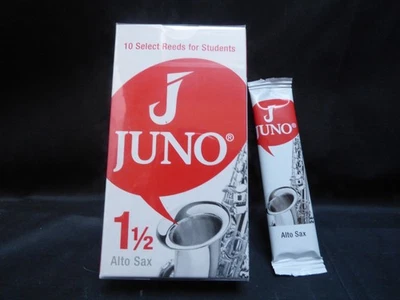 10 Select Reeds for Students
J
JUNO®
1½
Alto Sax
JUNO®
Alto Sax